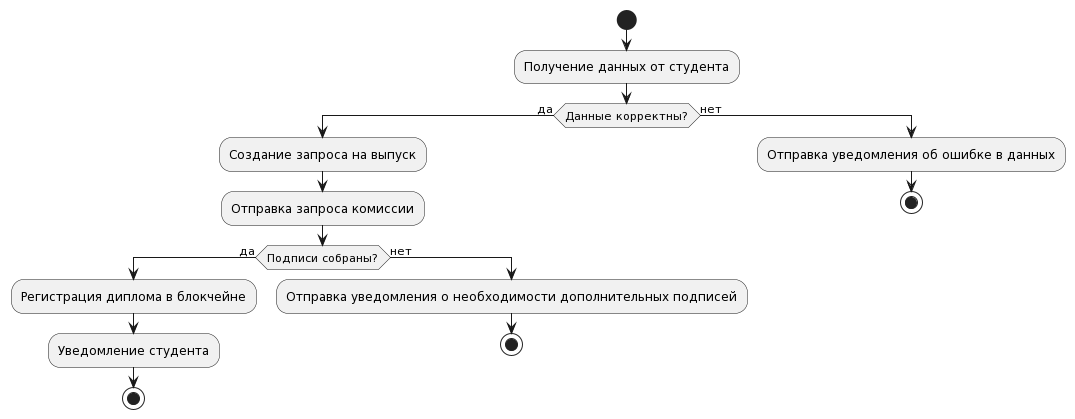 Получение данных от студента
да
Данные корректны?
нет
Создание запроса на выпуск
Отправка уведомления об ошибке в данных
Отправка запроса комиссии
да
Подписи собраны?
нет
Регистрация диплома в блокчейне
Отправка уведомления о необходимости дополнительных подписей
Уведомление студента